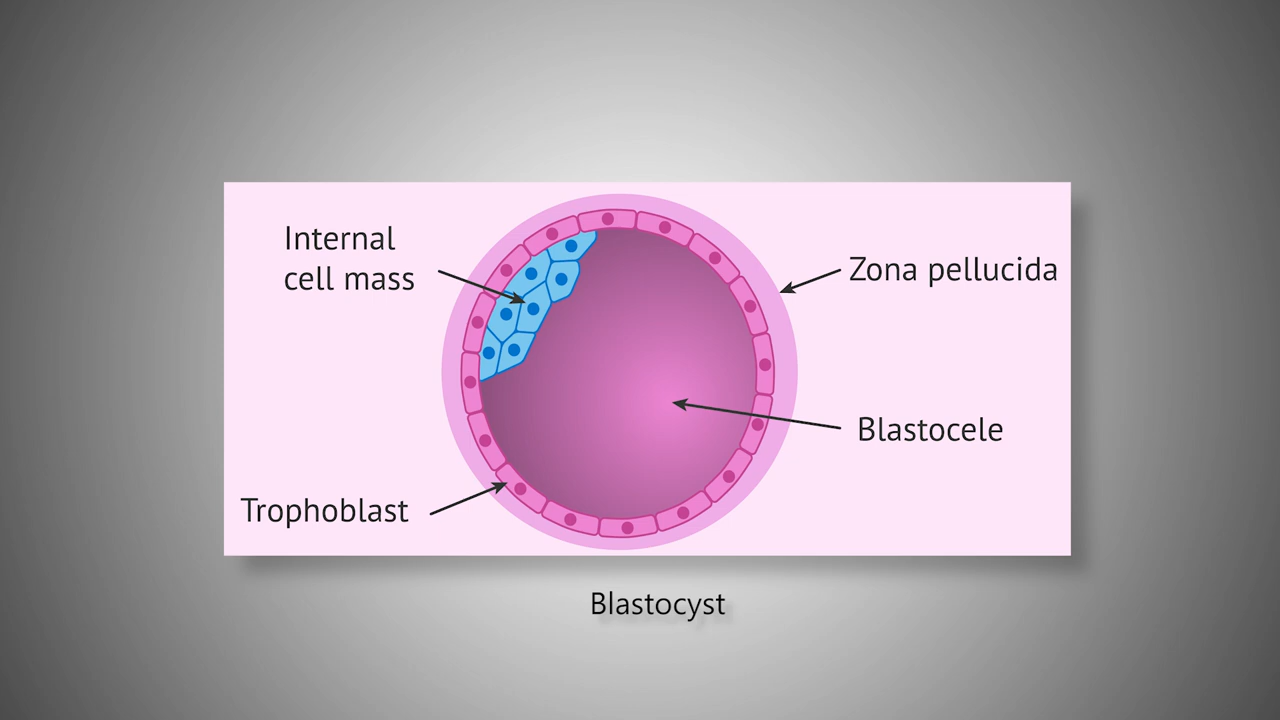 Internal
cell mass
Zona pellucida
Blastocele
Trophoblast
Blastocyst